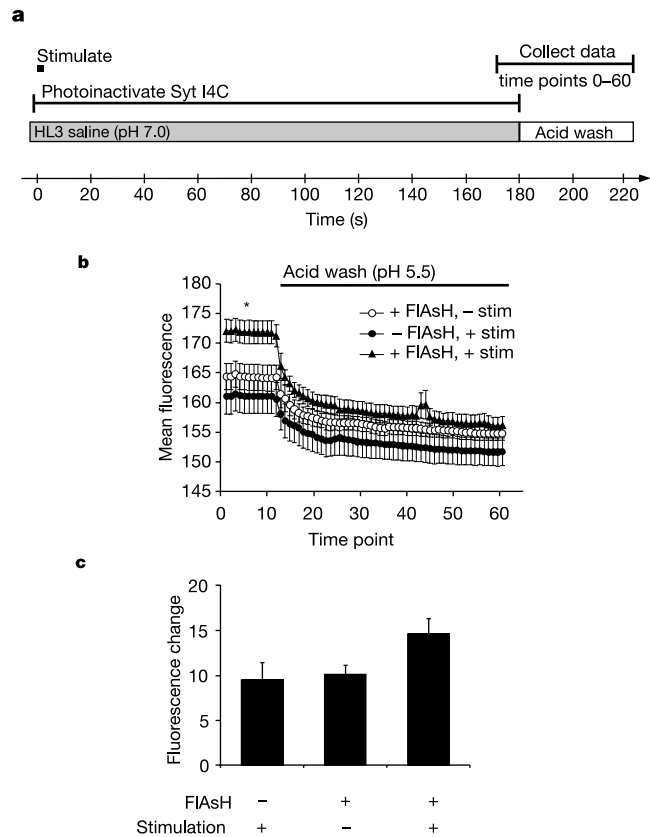 a
Stimulate
Collect data
time points 0–60
Photoinactivate Syt I4C
HL3 saline (pH 7.0)
Acid wash
0 20 40 60 80 100 120 140 160 180 200 220
Time (s)
b
Acid wash (pH 5.5)
180
175
170
165
160
155
150
145
*
+ FlAsH, – stim
– FlAsH, + stim
+ FlAsH, + stim
Mean fluorescence
0 10 20 30 40 50 60
Time point
c
20
15
10
5
0
Fluorescence change
FlAsH – + +
Stimulation + – +